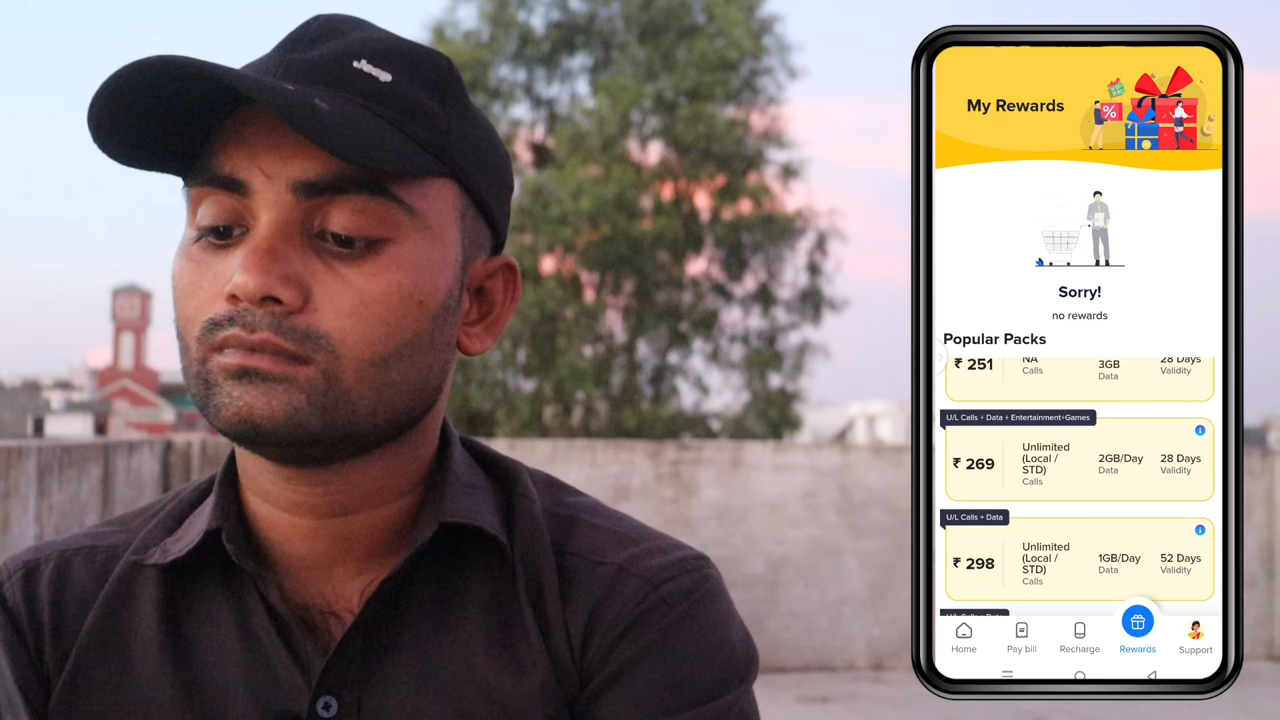 Jeep
My Rewards
%
Sorry!
no rewards
Popular Packs
₹ 251
NA
Calls
3GB
Data
28 Days
Validity
U/L Calls + Data + Entertainment+Games
₹ 269
Unlimited
(Local /
STD)
Calls
2GB/Day
Data
28 Days
Validity
U/L Calls + Data
₹ 298
Unlimited
(Local /
STD)
Calls
1GB/Day
Data
52 Days
Validity
U/L Calls + Data
Home
Pay bill
Recharge
Rewards
Support